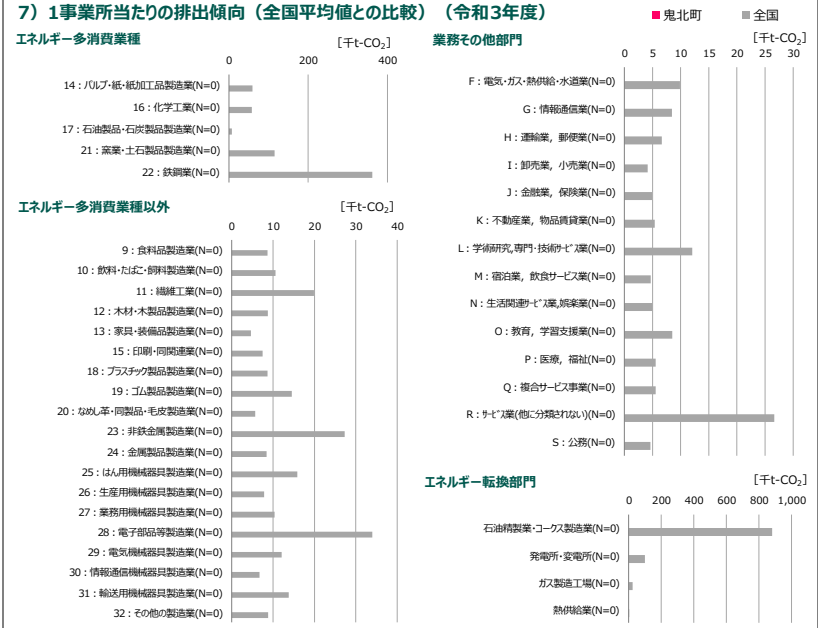 7）1事業所当たりの排出傾向（全国平均値との比較）（令和3年度）
■鬼北町 ■全国
エネルギー多消費業種
[千t-CO₂]
0 200 400
14：パルプ・紙・紙加工品製造業(N=0)
16：化学工業(N=0)
17：石油製品・石炭製品製造業(N=0)
21：窯業・土石製品製造業(N=0)
22：鉄鋼業(N=0)
エネルギー多消費業種以外
[千t-CO₂]
0 10 20 30 40
9：食料品製造業(N=0)
10：飲料・たばこ・飼料製造業(N=0)
11：繊維工業(N=0)
12：木材・木製品製造業(N=0)
13：家具・装備品製造業(N=0)
15：印刷・同関連業(N=0)
18：プラスチック製品製造業(N=0)
19：ゴム製品製造業(N=0)
20：なめし革・同製品・毛皮製造業(N=0)
23：非鉄金属製造業(N=0)
24：金属製品製造業(N=0)
25：はん用機械器具製造業(N=0)
26：生産用機械器具製造業(N=0)
27：業務用機械器具製造業(N=0)
28：電子部品等製造業(N=0)
29：電気機械器具製造業(N=0)
30：情報通信機械器具製造業(N=0)
31：輸送用機械器具製造業(N=0)
32：その他の製造業(N=0)
業務その他部門
[千t-CO₂]
0 5 10 15 20 25 30
F：電気・ガス・熱供給・水道業(N=0)
G：情報通信業(N=0)
H：運輸業，郵便業(N=0)
I：卸売業，小売業(N=0)
J：金融業，保険業(N=0)
K：不動産業，物品賃貸業(N=0)
L：学術研究,専門・技術ｻｰﾋﾞｽ業(N=0)
M：宿泊業，飲食サービス業(N=0)
N：生活関連ｻｰﾋﾞｽ業,娯楽業(N=0)
O：教育，学習支援業(N=0)
P：医療，福祉(N=0)
Q：複合サービス事業(N=0)
R：ｻｰﾋﾞｽ業(他に分類されない)(N=0)
S：公務(N=0)
エネルギー転換部門
[千t-CO₂]
0 200 400 600 800 1,000
石油精製業・コークス製造業(N=0)
発電所・変電所(N=0)
ガス製造工場(N=0)
熱供給業(N=0)